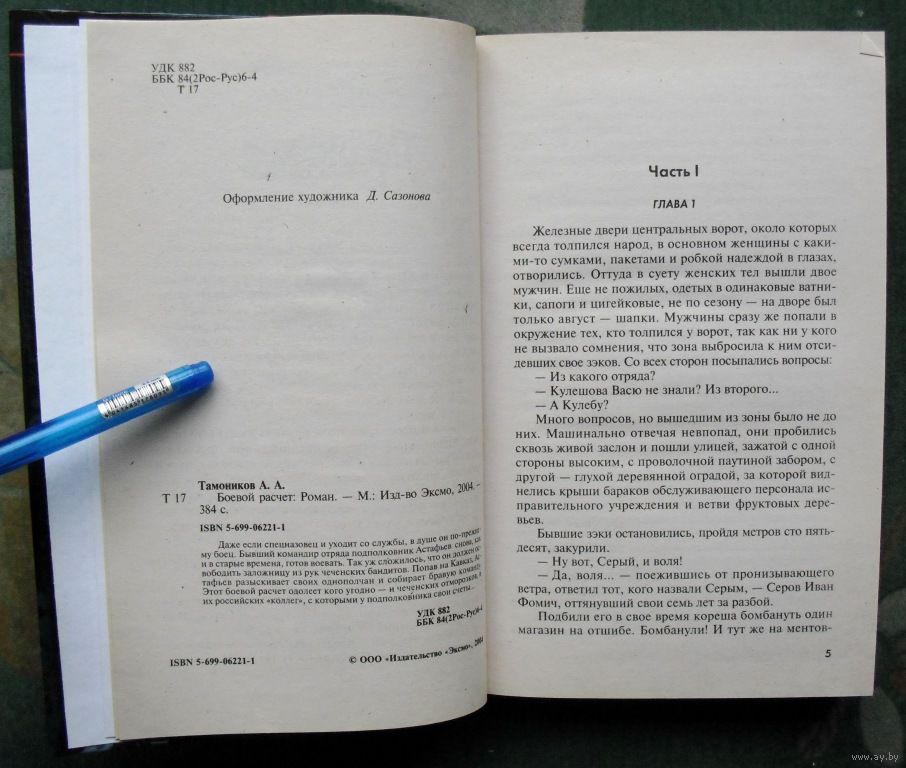 УДК 882
ББК 84(2Рос-Рус)6-4
Т 17
Оформление художника Д. Сазонова
Тамоников А. А.
Т 17 Боевой расчет: Роман. — М.: Изд-во Эксмо, 2004. –
384 с.
ISBN 5-699-06221-1
Даже если спецназовец и уходит со службы, в душе он по-прежне-
му боец. Бывший командир отряда подполковник Астафьев снова, как
и в старые времена, готов воевать. Так уж сложилось, что он должен ос-
вободить заложницу из рук чеченских бандитов. Попав на Кавказ, Ас-
тафьев разыскивает своих однополчан и собирает бравую команду.
Этот боевой расчет одолеет кого угодно — и чеченских отморозков, и
их российских «коллег», с которыми у подполковника свои счеты...
УДК 882
ББК 84(2Рос-Рус)6-4
ISBN 5-699-06221-1
© ООО «Издательство «Эксмо», 2004
Часть I
ГЛАВА 1
Железные двери центральных ворот, около которых
всегда толпился народ, в основном женщины с каки-
ми-то сумками, пакетами и робкой надеждой в глазах,
отворились. Оттуда в суету женских тел вышли двое
мужчин. Еще не пожилых, одетых в одинаковые ватни-
ки, сапоги и цигейковые, не по сезону — на дворе был
только август — шапки. Мужчины сразу же попали в
окружение тех, кто толпился у ворот, так как ни у кого
не вызвало сомнения, что зона выбросила к ним отси-
девших свое зэков. Со всех сторон посыпались вопросы:
— Из какого отряда?
— Кулешова Васю не знали? Из второго...
— А Кулебу?
Много вопросов, но вышедшим из зоны было не до
них. Машинально отвечая невпопад, они пробились
сквозь живой заслон и пошли улицей, зажатой с одной
стороны высоким, с проволочной паутиной забором, с
другой — глухой деревянной оградой, за которой вид-
нелись крыши бараков обслуживающего персонала ис-
правительного учреждения и ветви фруктовых дере-
вьев.
Бывшие зэки остановились, пройдя метров сто пять-
десят, закурили.
— Ну вот, Серый, и воля!
— Да, воля... — поежившись от пронизывающего
ветра, ответил тот, кого назвали Серым, — Серов Иван
Фомич, оттянувший свои семь лет за разбой.
Подбили его в свое время кореша бомбануть один
магазин на отшибе. Бомбанули! И тут же на ментов-
5
www.ay.by